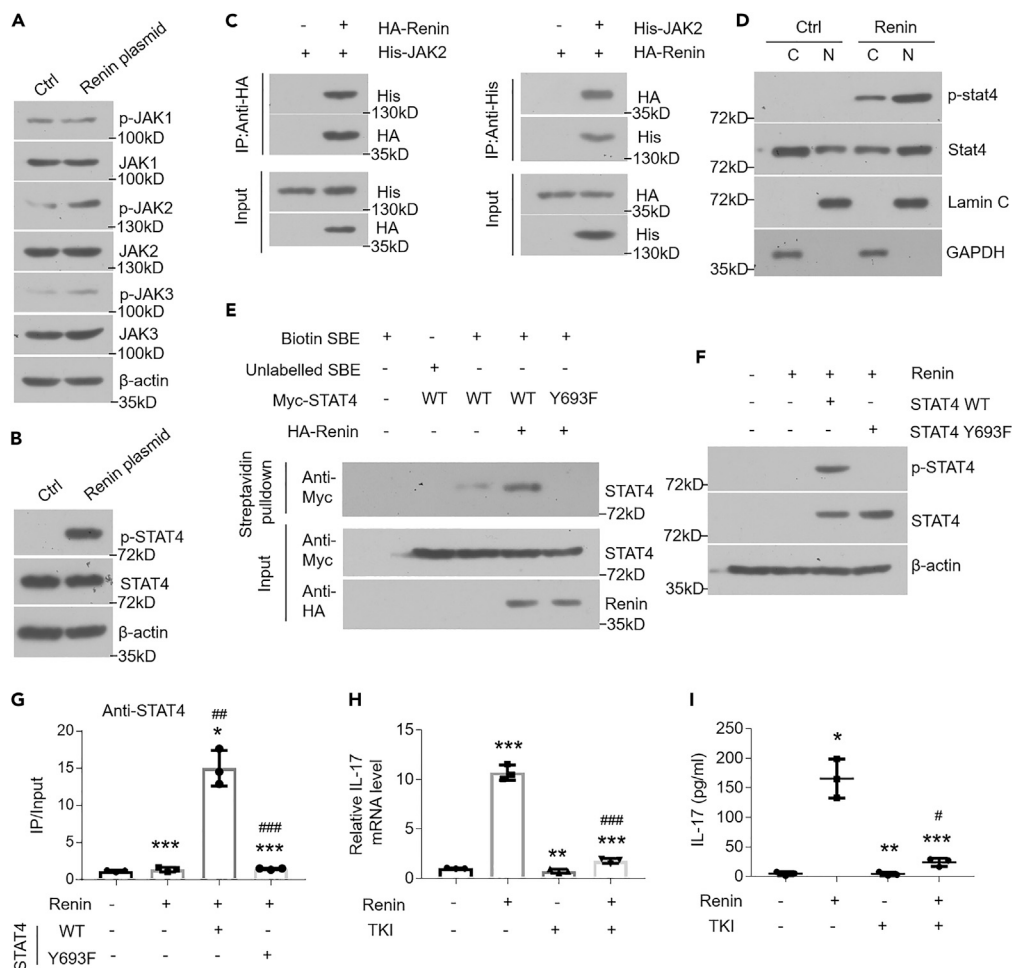 A
Ctrl
Renin plasmid
p-JAK1
100kD
JAK1
100kD
p-JAK2
130kD
JAK2
130kD
p-JAK3
100kD
JAK3
100kD
β-actin
35kD
B
Ctrl
Renin plasmid
p-STAT4
72kD
STAT4
72kD
β-actin
35kD
C
- + HA-Renin
+ + His-JAK2
IP:Anti-HA
His
130kD
HA
35kD
Input
His
130kD
HA
35kD
- + His-JAK2
+ + HA-Renin
IP:Anti-His
HA
35kD
His
130kD
Input
HA
35kD
His
130kD
D
Ctrl Renin
C N C N
p-stat4
72kD
Stat4
72kD
72kD
Lamin C
GAPDH
35kD
E
Biotin SBE + - + + +
Unlabelled SBE - + - - -
Myc-STAT4 - WT WT WT Y693F
HA-Renin - - - + +
Streptavidin
pulldown
Anti-
Myc
STAT4
72kD
Input
Anti-
Myc
STAT4
72kD
Anti-
HA
Renin
35kD
F
- + + + Renin
- - + - STAT4 WT
- - - + STAT4 Y693F
p-STAT4
72kD
STAT4
72kD
β-actin
35kD
G
Anti-STAT4
IP/Input
20
15
10
5
0
***
##
*
###
***
Renin - + + +
STAT4
WT - - + -
Y693F - - - +
H
Relative IL-17
mRNA level
15
10
5
0
***
**
###
***
Renin - + - +
TKI - - + +
I
IL-17 (pg/ml)
250
200
150
100
50
0
*
**
#
***
Renin - + - +
TKI - - + +